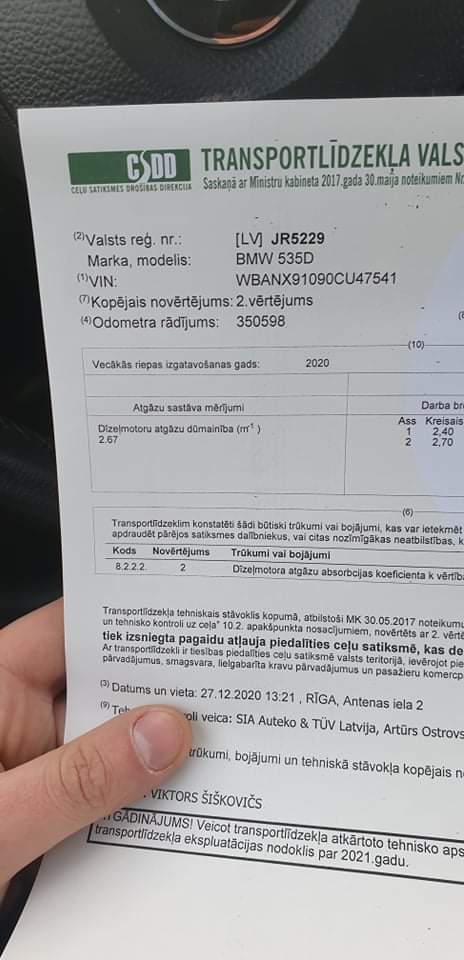 CSDD
CEĻU SATIKSMES DROŠĪBAS DIREKCIJA
TRANSPORTLĪDZEKĻA VALS
Saskaņā ar Ministru kabineta 2017.gada 30.maija noteikumiem Nr.
(2)Valsts reģ. nr.: [LV] JR5229
Marka, modelis: BMW 535D
(1)VIN: WBANX91090CU47541
(7)Kopējais novērtējums: 2.vērtējums
(4)Odometra rādījums: 350598
(10)
Vecākās riepas izgatavošanas gads: 2020
Atgāzu sastāva mērījumi
Darba br
Dīzeļmotoru atgāzu dūmainība (m-1)
2.67
Ass Kreisais
1 2,40
2 2,70
(6)
Transportlīdzeklim konstatēti šādi būtiski trūkumi vai bojājumi, kas var ietekmēt
apdraudēt pārējos satiksmes dalībniekus, vai citas nozīmīgākas neatbilstības, k
Kods Novērtējums Trūkumi vai bojājumi
8.2.2.2. 2 Dīzeļmotora atgāzu absorbcijas koeficienta k vērtīb
Transportlīdzekļa tehniskais stāvoklis kopumā, atbilstoši MK 30.05.2017 noteikumu
un tehnisko kontroli uz ceļa" 10.2. apakšpunkta nosacījumiem, novērtēts ar 2. vērtē
tiek izsniegta pagaidu atļauja piedalīties ceļu satiksmē, kas de
Ar transportlīdzekli ir tiesības piedalīties ceļu satiksmē valsts teritorijā, ievērojot pie
pārvadājumus, smagsvara, lielgabarīta kravu pārvadājumus un pasažieru komercp
(3) Datums un vieta: 27.12.2020 13:21 , RĪGA, Antenas iela 2
(9) Teh oli veica: SIA Auteko & TÜV Latvija, Artūrs Ostrovs
trūkumi, bojājumi un tehniskā stāvokļa kopējais no
VIKTORS ŠIŠKOVIČS
GĀDINĀJUMS! Veicot transportlīdzekļa atkārtoto tehnisko aps
transportlīdzekļa ekspluatācijas nodoklis par 2021.gadu.